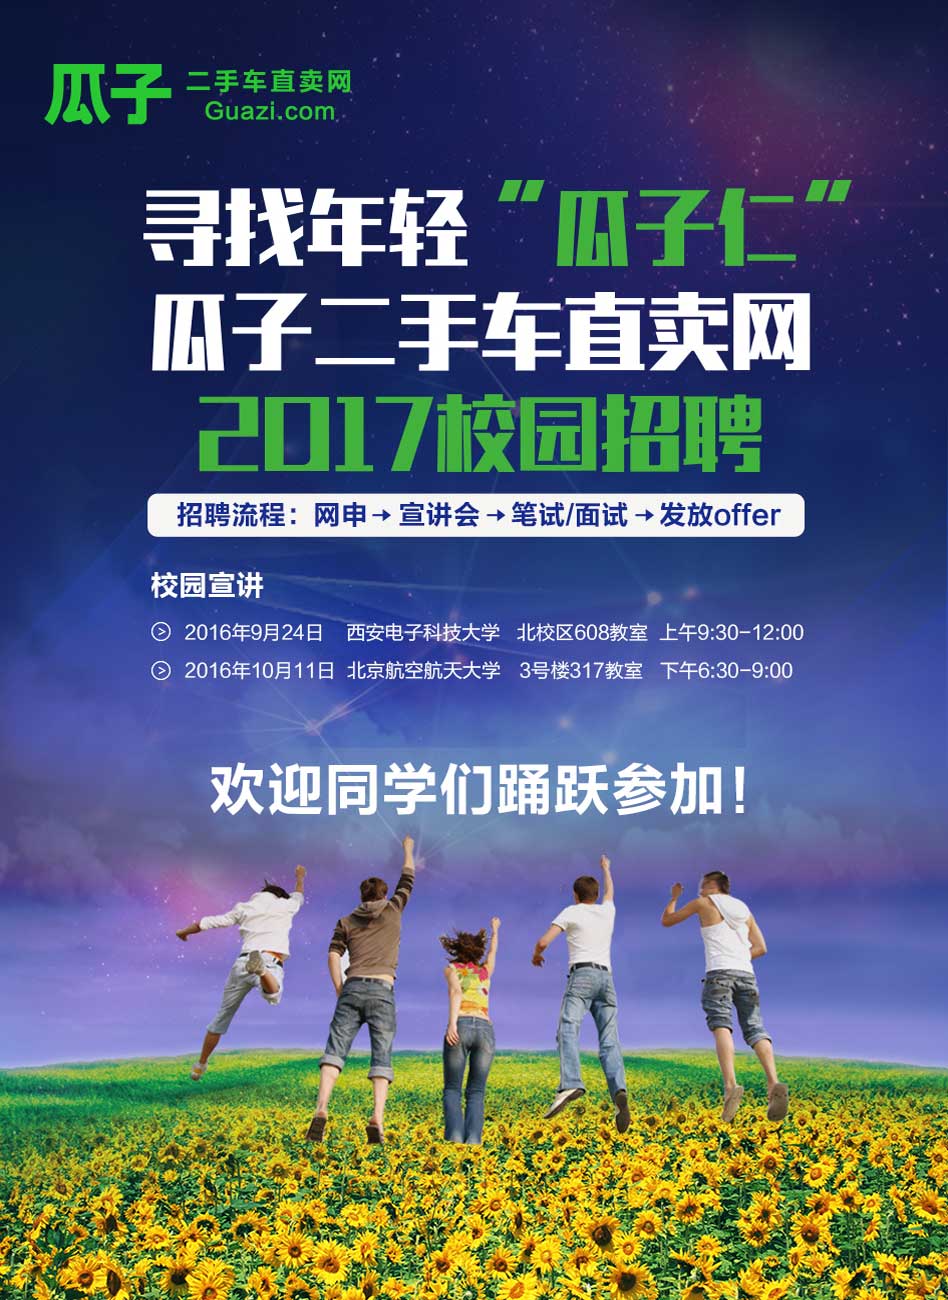 瓜子 二手车直卖网
Guazi.com
寻找年轻“瓜子仁”
瓜子二手车直卖网
2017校园招聘
招聘流程：网申→宣讲会→笔试/面试→发放offer
校园宣讲
2016年9月24日 西安电子科技大学 北校区608教室 上午9:30-12:00
2016年10月11日 北京航空航天大学 3号楼317教室 下午6:30-9:00
欢迎同学们踊跃参加！